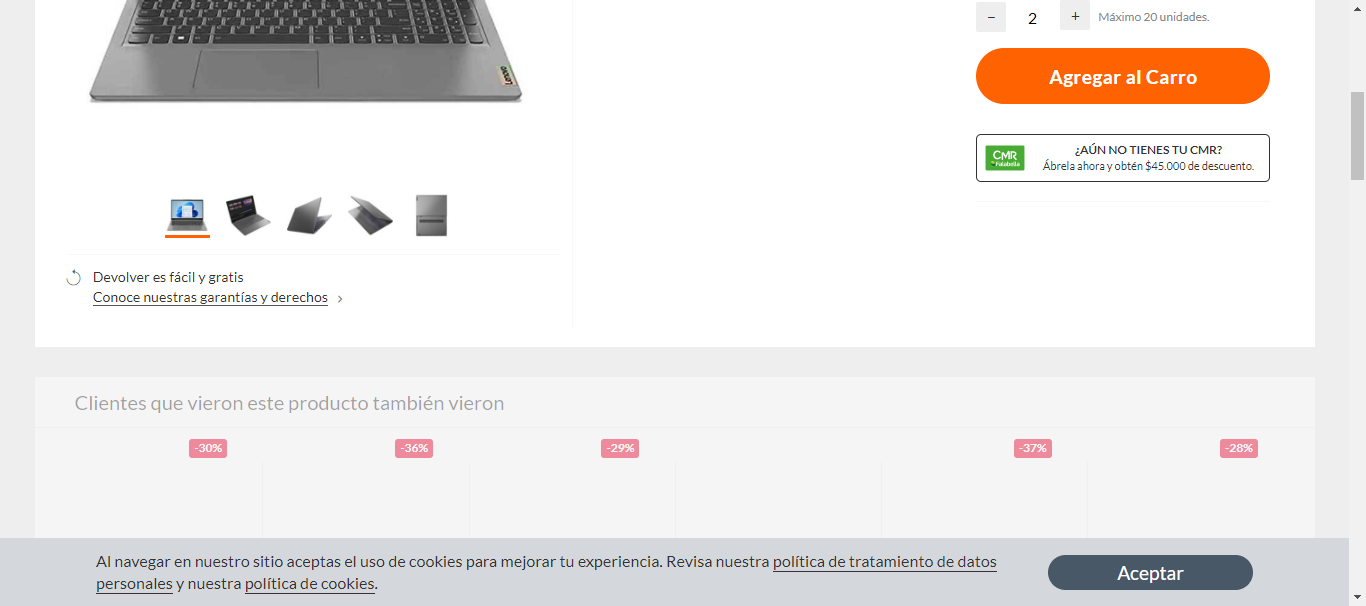 − 2 + Máximo 20 unidades.
Agregar al Carro
Lenovo
CMR
Falabella
¿AÚN NO TIENES TU CMR?
Ábrela ahora y obtén $45.000 de descuento.
Devolver es fácil y gratis
Conoce nuestras garantías y derechos ›
Clientes que vieron este producto también vieron
-30% -36% -29% -37% -28%
Al navegar en nuestro sitio aceptas el uso de cookies para mejorar tu experiencia. Revisa nuestra política de tratamiento de datos
personales y nuestra política de cookies.
Aceptar